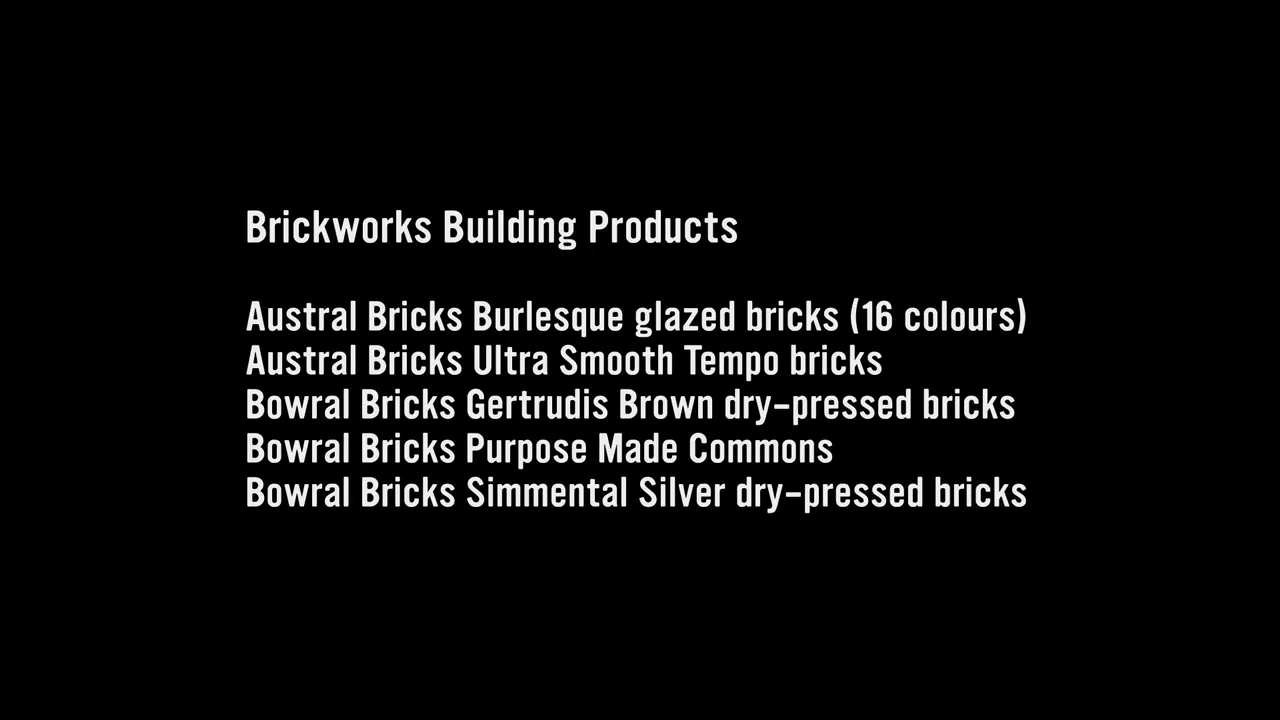 Brickworks Building Products
Austral Bricks Burlesque glazed bricks (16 colours)
Austral Bricks Ultra Smooth Tempo bricks
Bowral Bricks Gertrudis Brown dry-pressed bricks
Bowral Bricks Purpose Made Commons
Bowral Bricks Simmental Silver dry-pressed bricks